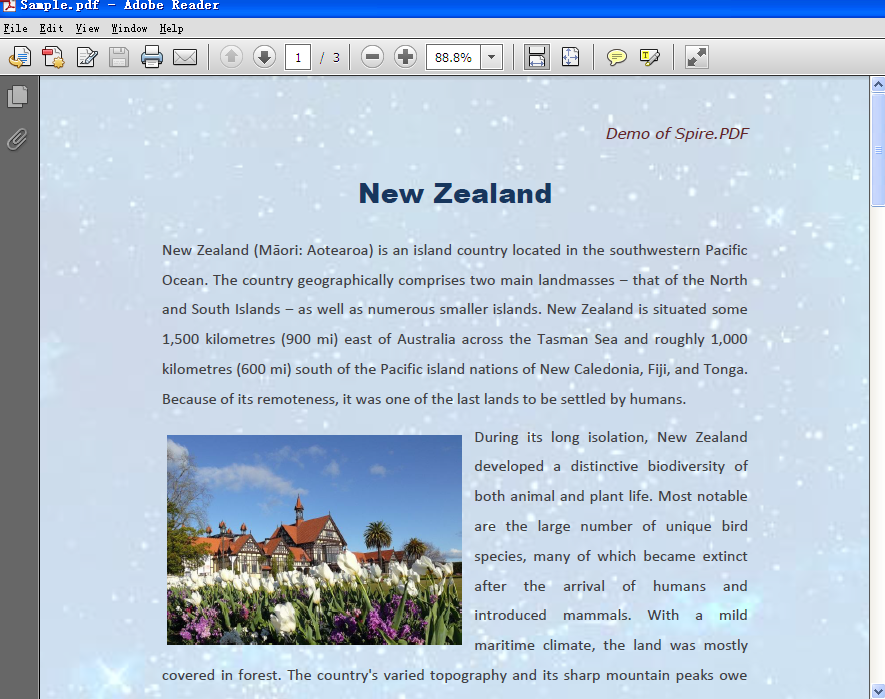 Sample.pdf - Adobe Reader
File Edit View Window Help
1 / 3 88.8%
Demo of Spire.PDF
New Zealand
New Zealand (Māori: Aotearoa) is an island country located in the southwestern Pacific
Ocean. The country geographically comprises two main landmasses – that of the North
and South Islands – as well as numerous smaller islands. New Zealand is situated some
1,500 kilometres (900 mi) east of Australia across the Tasman Sea and roughly 1,000
kilometres (600 mi) south of the Pacific island nations of New Caledonia, Fiji, and Tonga.
Because of its remoteness, it was one of the last lands to be settled by humans.
During its long isolation, New Zealand
developed a distinctive biodiversity of
both animal and plant life. Most notable
are the large number of unique bird
species, many of which became extinct
after the arrival of humans and
introduced mammals. With a mild
maritime climate, the land was mostly
covered in forest. The country's varied topography and its sharp mountain peaks owe